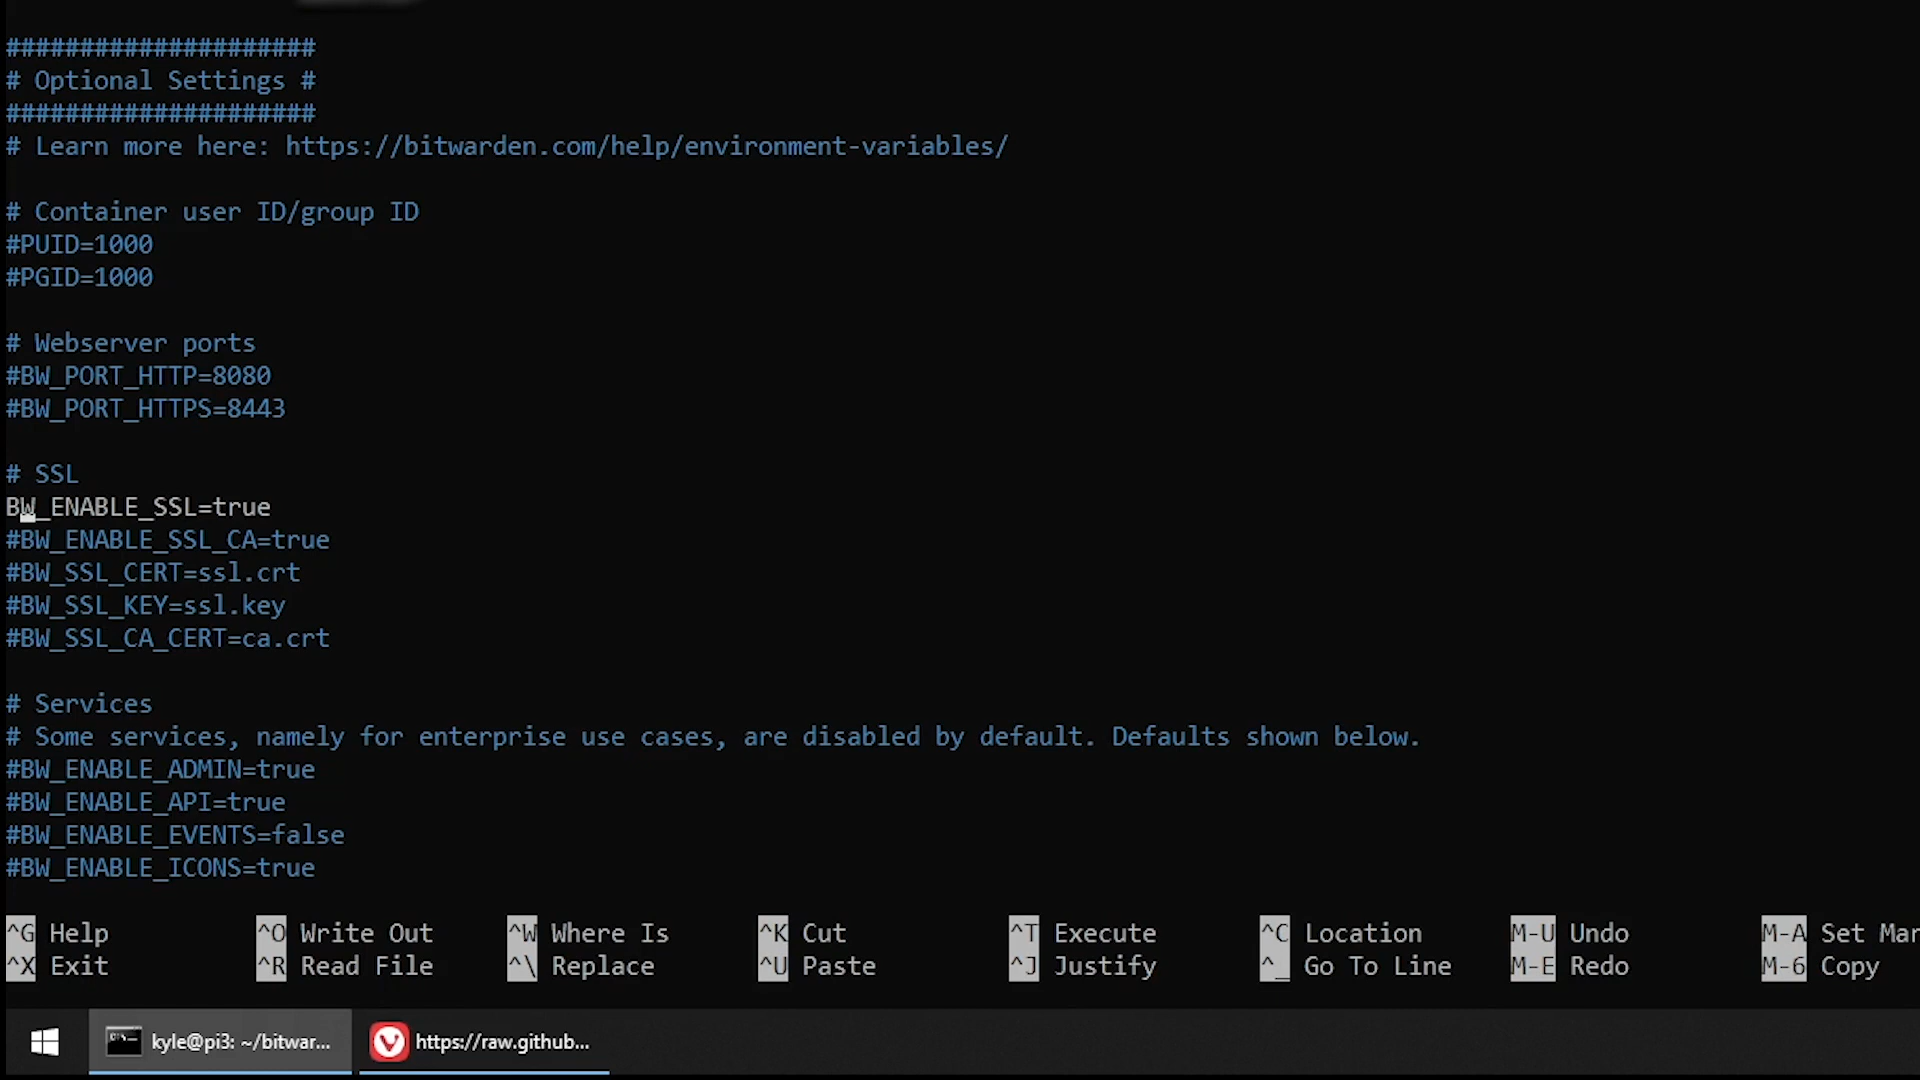 #####################
# Optional Settings #
#####################
# Learn more here: https://bitwarden.com/help/environment-variables/
# Container user ID/group ID
#PUID=1000
#PGID=1000
# Webserver ports
#BW_PORT_HTTP=8080
#BW_PORT_HTTPS=8443
# SSL
BW_ENABLE_SSL=true
#BW_ENABLE_SSL_CA=true
#BW_SSL_CERT=ssl.crt
#BW_SSL_KEY=ssl.key
#BW_SSL_CA_CERT=ca.crt
# Services
# Some services, namely for enterprise use cases, are disabled by default. Defaults shown below.
#BW_ENABLE_ADMIN=true
#BW_ENABLE_API=true
#BW_ENABLE_EVENTS=false
#BW_ENABLE_ICONS=true
^G Help ^O Write Out ^W Where Is ^K Cut ^T Execute ^C Location M-U Undo M-A Set Mar
^X Exit ^R Read File ^\ Replace ^U Paste ^J Justify ^_ Go To Line M-E Redo M-6 Copy
kyle@pi3: ~/bitwar... https://raw.github...